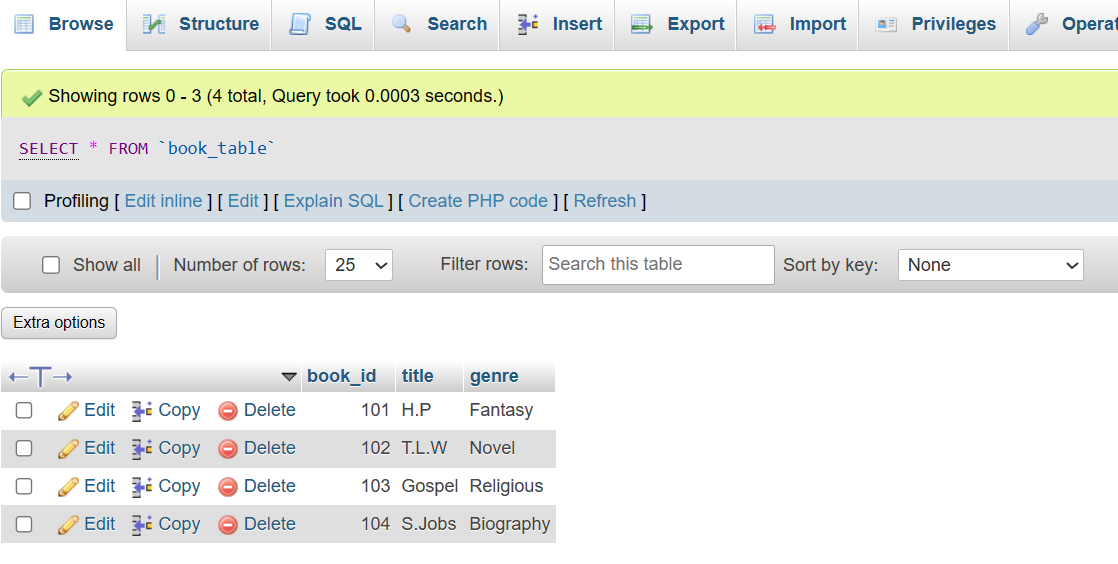 Browse Structure SQL Search Insert Export Import Privileges
Showing rows 0 - 3 (4 total, Query took 0.0003 seconds.)
SELECT * FROM `book_table`
Profiling [ Edit inline ] [ Edit ] [ Explain SQL ] [ Create PHP code ] [ Refresh ]
Show all | Number of rows: 25 Filter rows: Search this table Sort by key: None
Extra options
←T→ book_id title genre
Edit Copy Delete 101 H.P Fantasy
Edit Copy Delete 102 T.L.W Novel
Edit Copy Delete 103 Gospel Religious
Edit Copy Delete 104 S.Jobs Biography